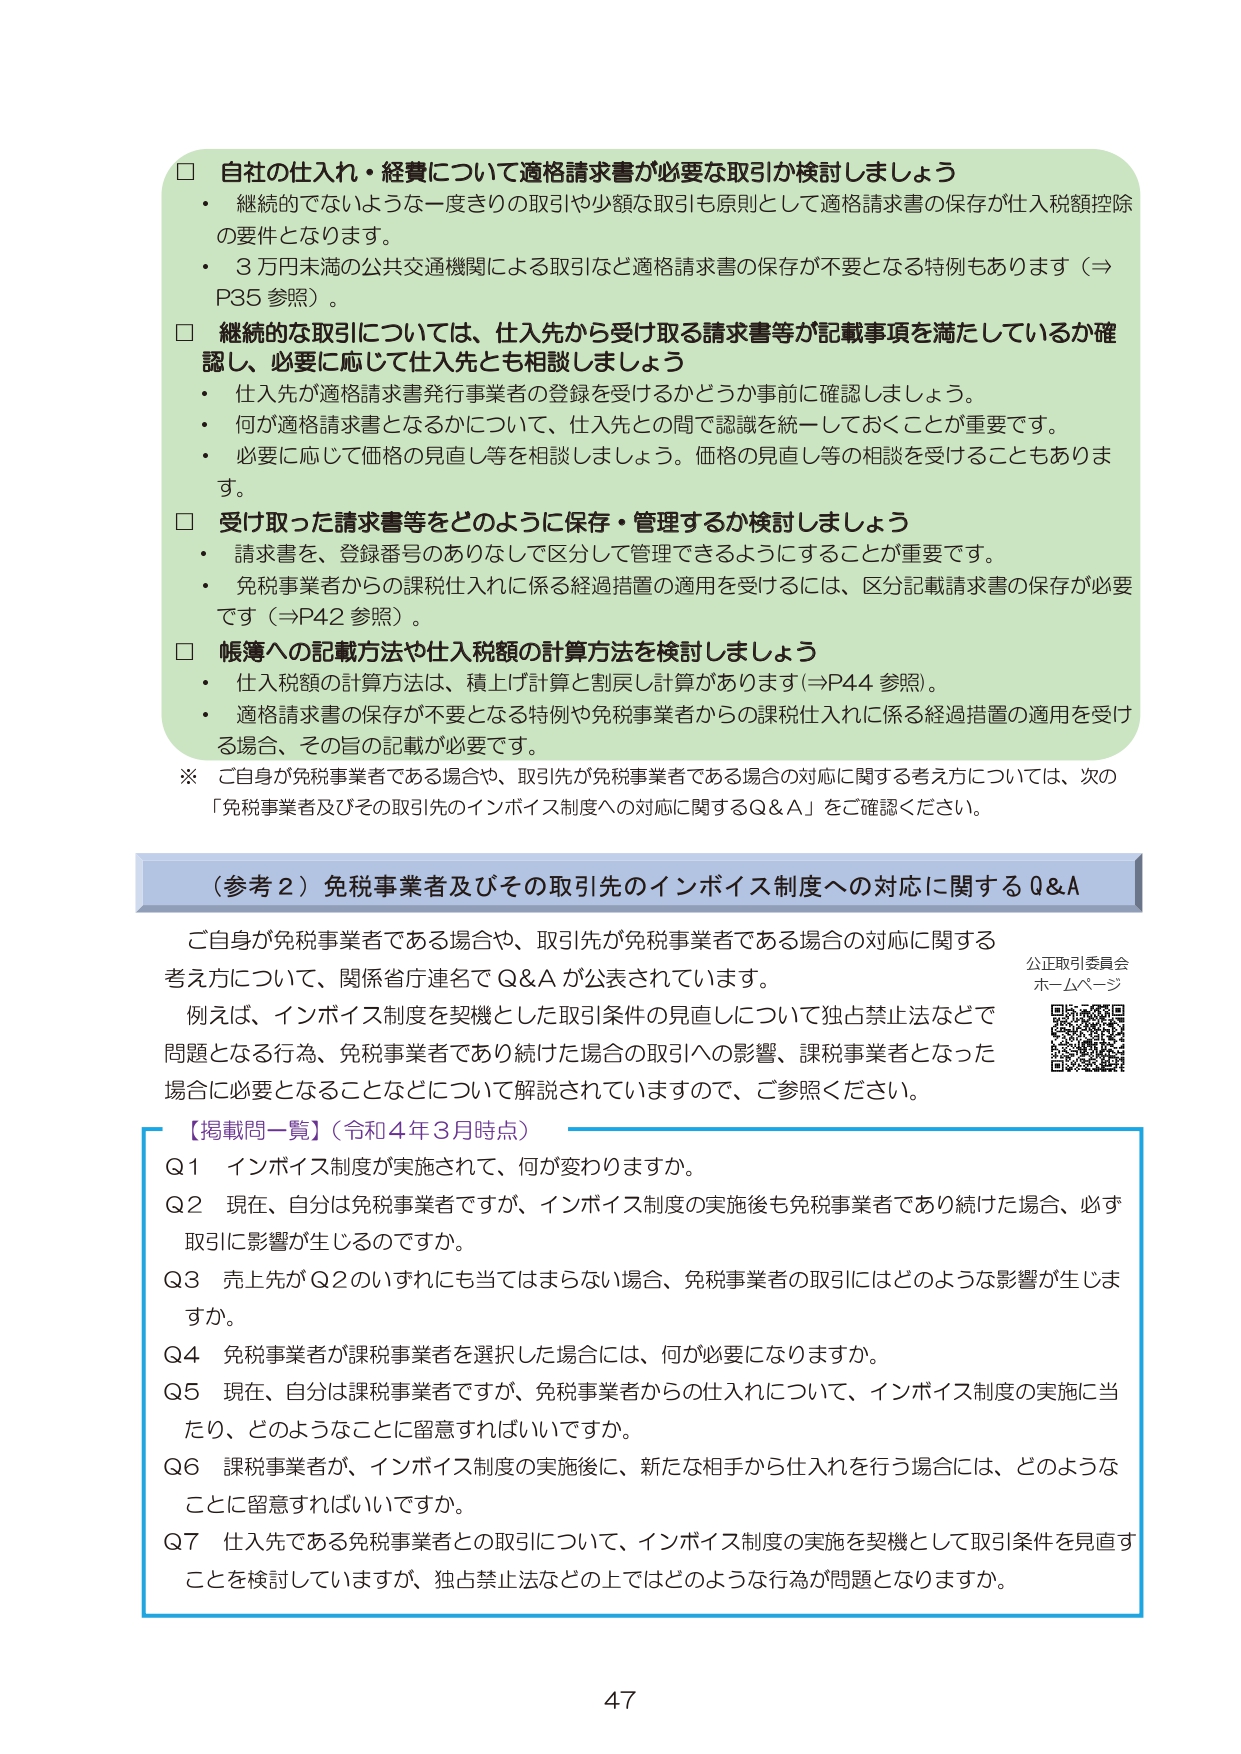 □ 自社の仕入れ・経費について適格請求書が必要な取引か検討しましょう
・ 継続的でないような一度きりの取引や少額な取引も原則として適格請求書の保存が仕入税額控除
の要件となります。
・ ３万円未満の公共交通機関による取引など適格請求書の保存が不要となる特例もあります（⇒
P35 参照）。
□ 継続的な取引については、仕入先から受け取る請求書等が記載事項を満たしているか確
認し、必要に応じて仕入先とも相談しましょう
・ 仕入先が適格請求書発行事業者の登録を受けるかどうか事前に確認しましょう。
・ 何が適格請求書となるかについて、仕入先との間で認識を統一しておくことが重要です。
・ 必要に応じて価格の見直し等を相談しましょう。価格の見直し等の相談を受けることもありま
す。
□ 受け取った請求書等をどのように保存・管理するか検討しましょう
・ 請求書を、登録番号のありなしで区分して管理できるようにすることが重要です。
・ 免税事業者からの課税仕入れに係る経過措置の適用を受けるには、区分記載請求書の保存が必要
です（⇒P42 参照）。
□ 帳簿への記載方法や仕入税額の計算方法を検討しましょう
・ 仕入税額の計算方法は、積上げ計算と割戻し計算があります(⇒P44 参照)。
・ 適格請求書の保存が不要となる特例や免税事業者からの課税仕入れに係る経過措置の適用を受け
る場合、その旨の記載が必要です。
※ ご自身が免税事業者である場合や、取引先が免税事業者である場合の対応に関する考え方については、次の
「免税事業者及びその取引先のインボイス制度への対応に関するQ＆A」をご確認ください。
（参考２）免税事業者及びその取引先のインボイス制度への対応に関する Q&A
ご自身が免税事業者である場合や、取引先が免税事業者である場合の対応に関する
考え方について、関係省庁連名で Q&A が公表されています。
例えば、インボイス制度を契機とした取引条件の見直しについて独占禁止法などで
問題となる行為、免税事業者であり続けた場合の取引への影響、課税事業者となった
場合に必要となることなどについて解説されていますので、ご参照ください。
公正取引委員会
ホームページ
【掲載問一覧】（令和４年３月時点）
Q１ インボイス制度が実施されて、何が変わりますか。
Q２ 現在、自分は免税事業者ですが、インボイス制度の実施後も免税事業者であり続けた場合、必ず
取引に影響が生じるのですか。
Q３ 売上先がＱ２のいずれにも当てはまらない場合、免税事業者の取引にはどのような影響が生じま
すか。
Q４ 免税事業者が課税事業者を選択した場合には、何が必要になりますか。
Q５ 現在、自分は課税事業者ですが、免税事業者からの仕入れについて、インボイス制度の実施に当
たり、どのようなことに留意すればいいですか。
Q６ 課税事業者が、インボイス制度の実施後に、新たな相手から仕入れを行う場合には、どのような
ことに留意すればいいですか。
Q７ 仕入先である免税事業者との取引について、インボイス制度の実施を契機として取引条件を見直す
ことを検討していますが、独占禁止法などの上ではどのような行為が問題となりますか。
47